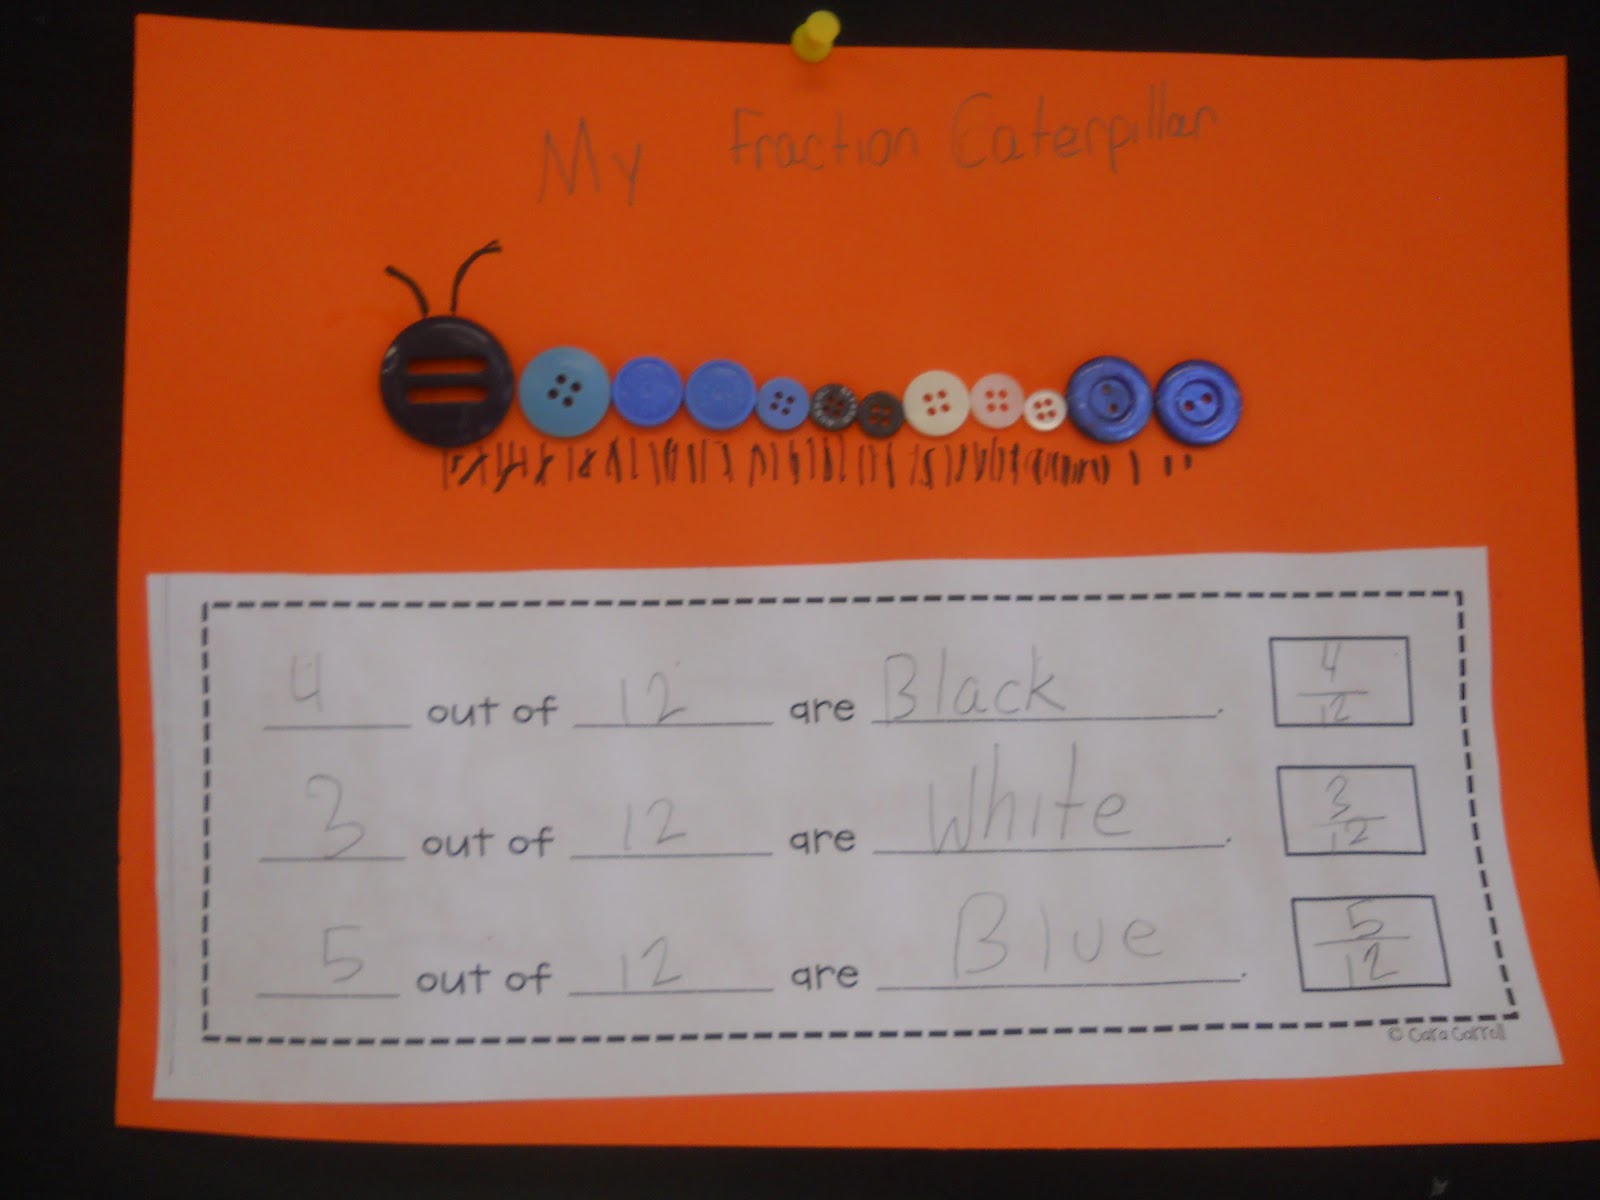 My Fraction Caterpillar
4 out of 12 are Black. 4/12
3 out of 12 are White. 3/12
5 out of 12 are Blue. 5/12
© Cara Carroll